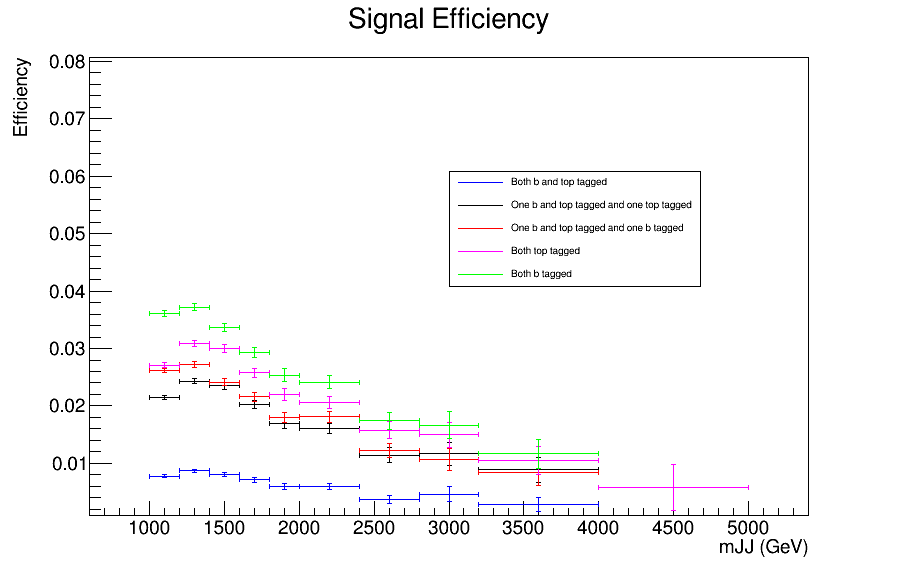 Signal Efficiency
Efficiency
0.08
0.07
0.06
0.05
0.04
0.03
0.02
0.01
Both b and top tagged
One b and top tagged and one top tagged
One b and top tagged and one b tagged
Both top tagged
Both b tagged
1000 1500 2000 2500 3000 3500 4000 4500 5000
mJJ (GeV)